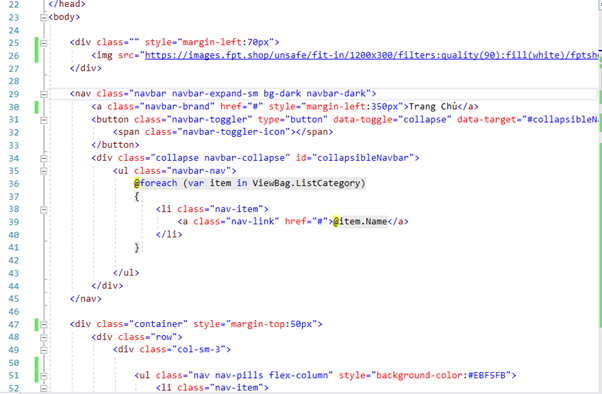 22 </head>
23 <body>
24
25 <div class="" style="margin-left:70px">
26 <img src="https://images.fpt.shop/unsafe/fit-in/1200x300/filters:quality(90):fill(white)/fptsho
27 </div>
28
29 <nav class="navbar navbar-expand-sm bg-dark navbar-dark">
30 <a class="navbar-brand" href="#" style="margin-left:350px">Trang Chủ</a>
31 <button class="navbar-toggler" type="button" data-toggle="collapse" data-target="#collapsibleNa
32 <span class="navbar-toggler-icon"></span>
33 </button>
34 <div class="collapse navbar-collapse" id="collapsibleNavbar">
35 <ul class="navbar-nav">
36 @foreach (var item in ViewBag.ListCategory)
37 {
38 <li class="nav-item">
39 <a class="nav-link" href="#">@item.Name</a>
40 </li>
41 }
42
43 </ul>
44 </div>
45 </nav>
46
47 <div class="container" style="margin-top:50px">
48 <div class="row">
49 <div class="col-sm-3">
50
51 <ul class="nav nav-pills flex-column" style="background-color:#EBF5FB">
52 <li class="nav-item">